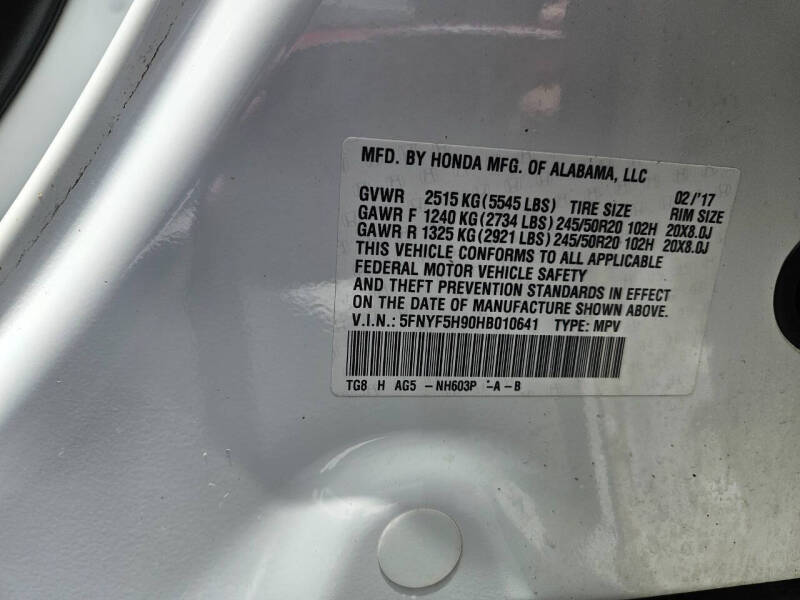 MFD. BY HONDA MFG. OF ALABAMA, LLC
GVWR 2515 KG (5545 LBS) TIRE SIZE 02/'17 RIM SIZE
GAWR F 1240 KG (2734 LBS) 245/50R20 102H 20X8.0J
GAWR R 1325 KG (2921 LBS) 245/50R20 102H 20X8.0J
THIS VEHICLE CONFORMS TO ALL APPLICABLE
FEDERAL MOTOR VEHICLE SAFETY
AND THEFT PREVENTION STANDARDS IN EFFECT
ON THE DATE OF MANUFACTURE SHOWN ABOVE.
V.I.N.: 5FNYF5H90HB010641 TYPE: MPV
TG8 H AG5 -NH603P -A -B